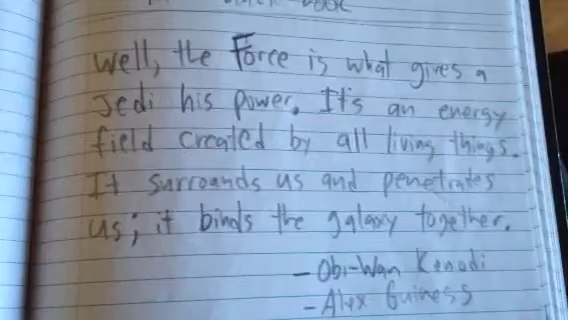 book
Well, the Force is what gives a
Jedi his power. It's an energy
field created by all living things.
It surrounds us and penetrates
us; it binds the galaxy together.
-Obi-Wan Kenobi
-Alex Guiness